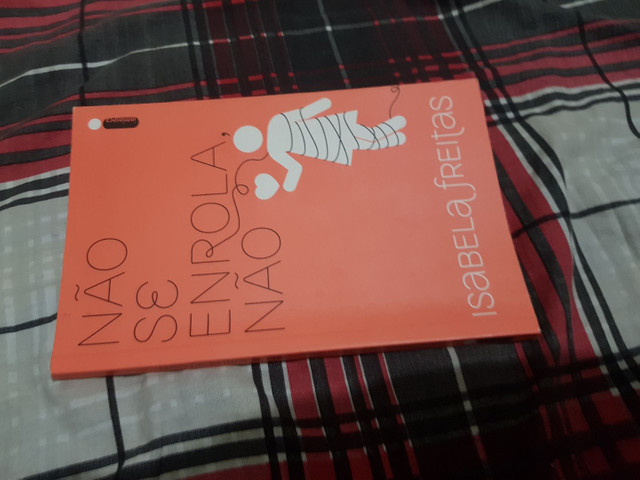 NÃO
SE
ENROLA,
NÃO
ISABELA FREITAS